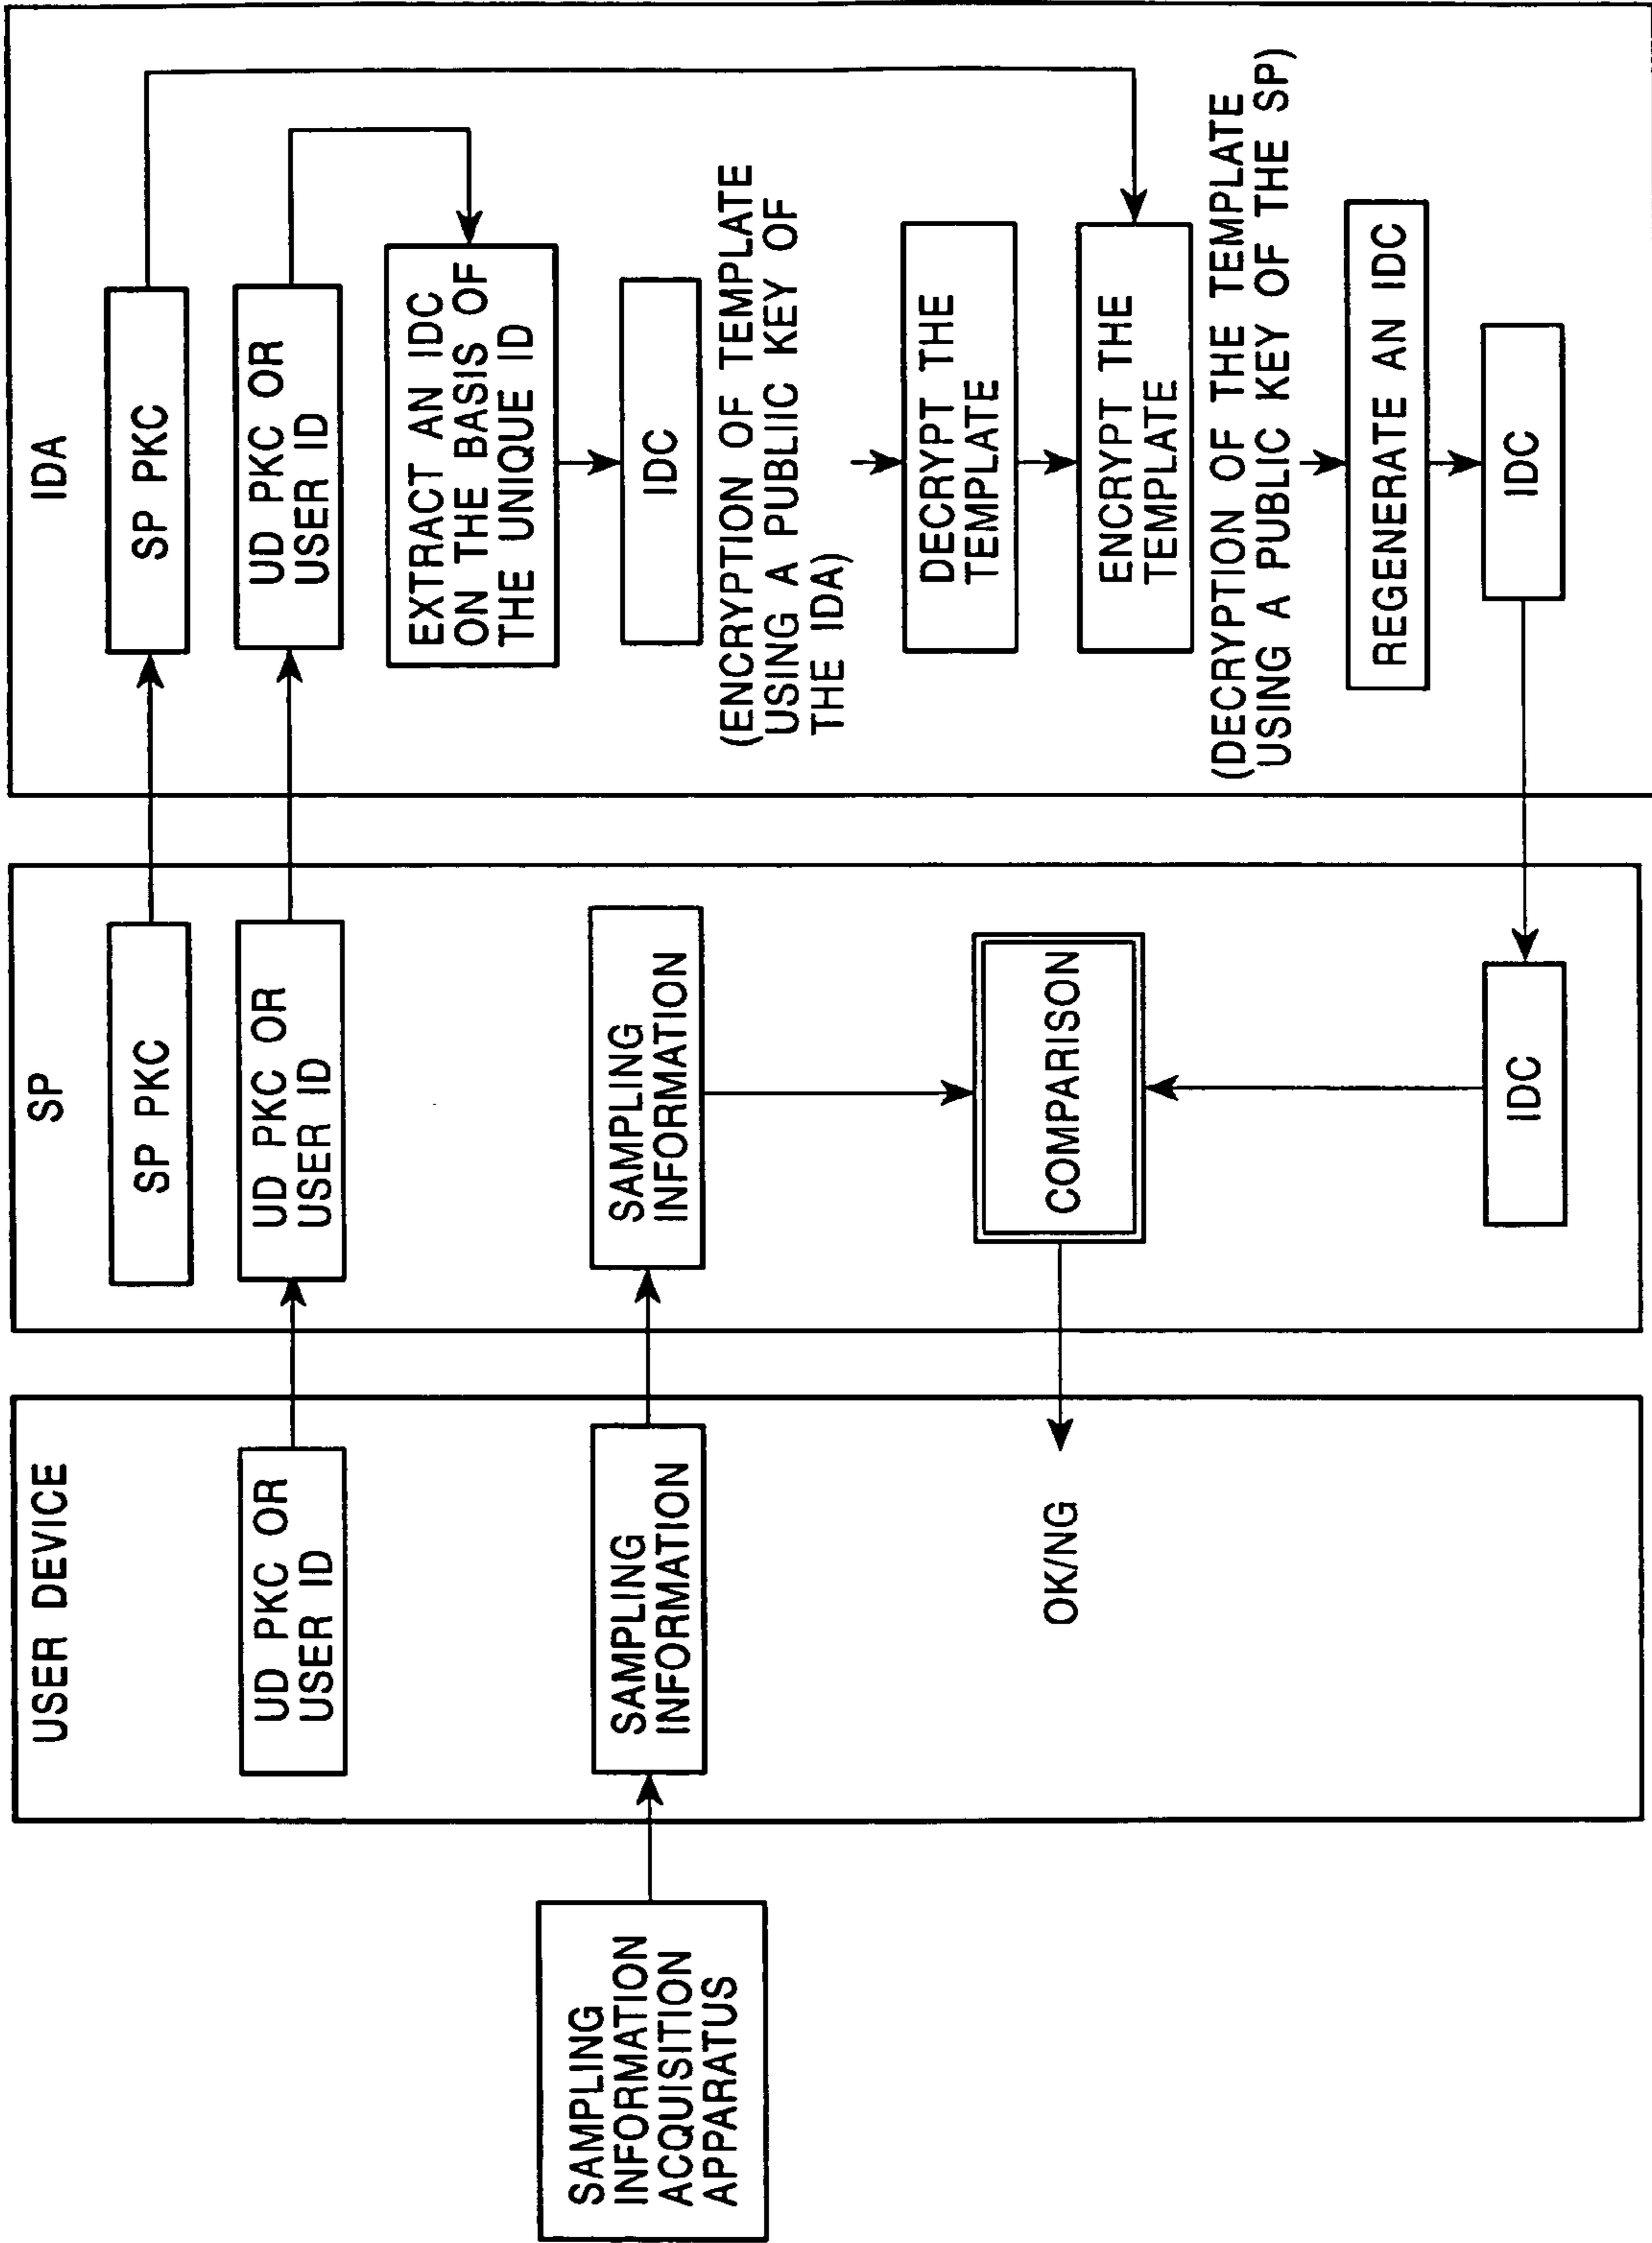 SAMPLING
INFORMATION
ACQUISITION
APPARATUS
USER DEVICE
UD PKC OR
USER ID
SAMPLING
INFORMATION
OK/NG
SP
SP PKC
UD PKC OR
USER ID
SAMPLING
INFORMATION
COMPARISON
IDC
IDA
SP PKC
UD PKC OR
USER ID
EXTRACT AN IDC
ON THE BASIS OF
THE UNIQUE ID
IDC
(ENCRYPTION OF TEMPLATE
USING A PUBLIC KEY OF
THE IDA)
DECRYPT THE
TEMPLATE
ENCRYPT THE
TEMPLATE
(DECRYPTION OF THE TEMPLATE
USING A PUBLIC KEY OF THE SP)
REGENERATE AN IDC
IDC